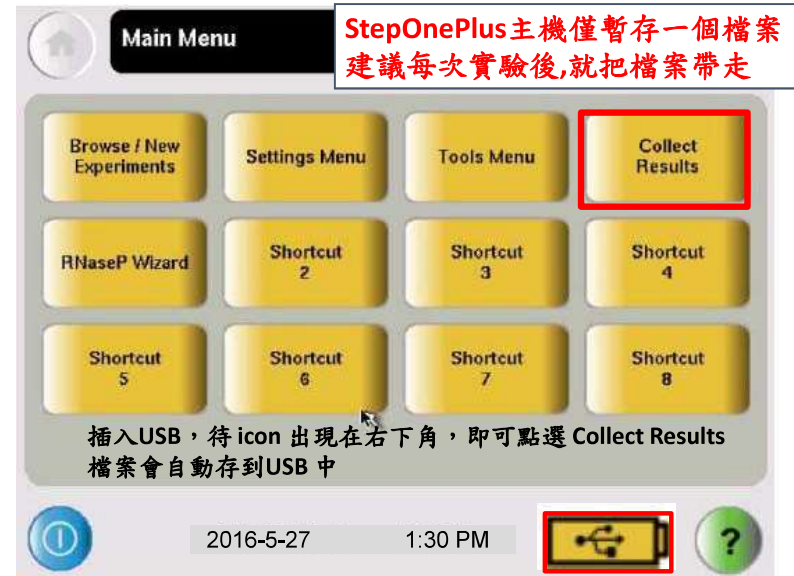 Main Menu
StepOnePlus主機僅暫存一個檔案
建議每次實驗後,就把檔案帶走
Browse / New
Experiments
Settings Menu
Tools Menu
Collect
Results
RNaseP Wizard
Shortcut
2
Shortcut
3
Shortcut
4
Shortcut
5
Shortcut
6
Shortcut
7
Shortcut
8
插入USB，待 icon 出現在右下角，即可點選 Collect Results
檔案會自動存到USB 中
2016-5-27
1:30 PM
?